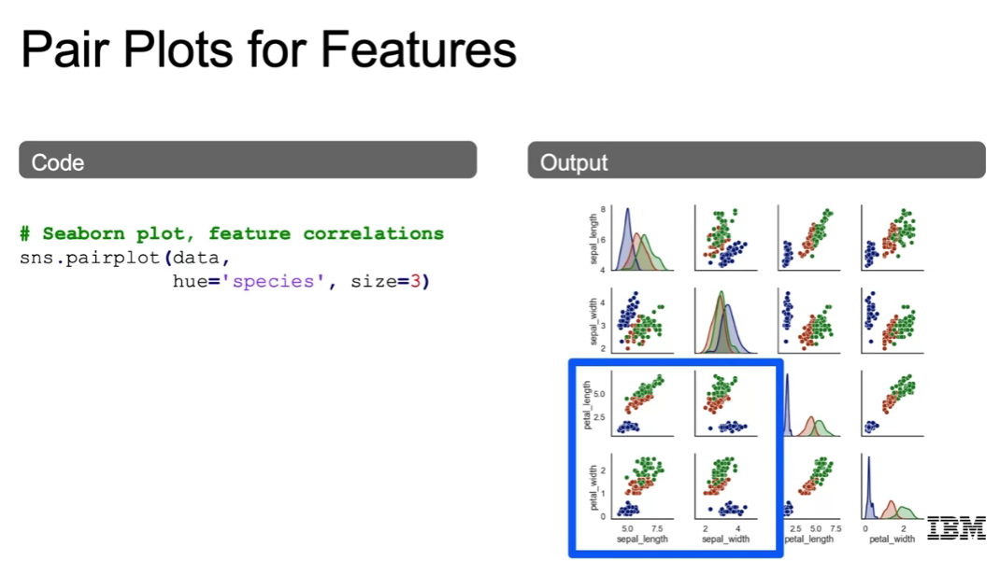 Pair Plots for Features
Code
# Seaborn plot, feature correlations
sns.pairplot(data,
hue='species', size=3)
Output
8
6
4
sepal_length
4
3
2
sepal_width
5.0
2.5
petal_length
2
1
0
petal_width
5.0 7.5
sepal_length
2 4
sepal_width
2.5 5.0 7.5
petal_length
0 2
petal_width
IBM